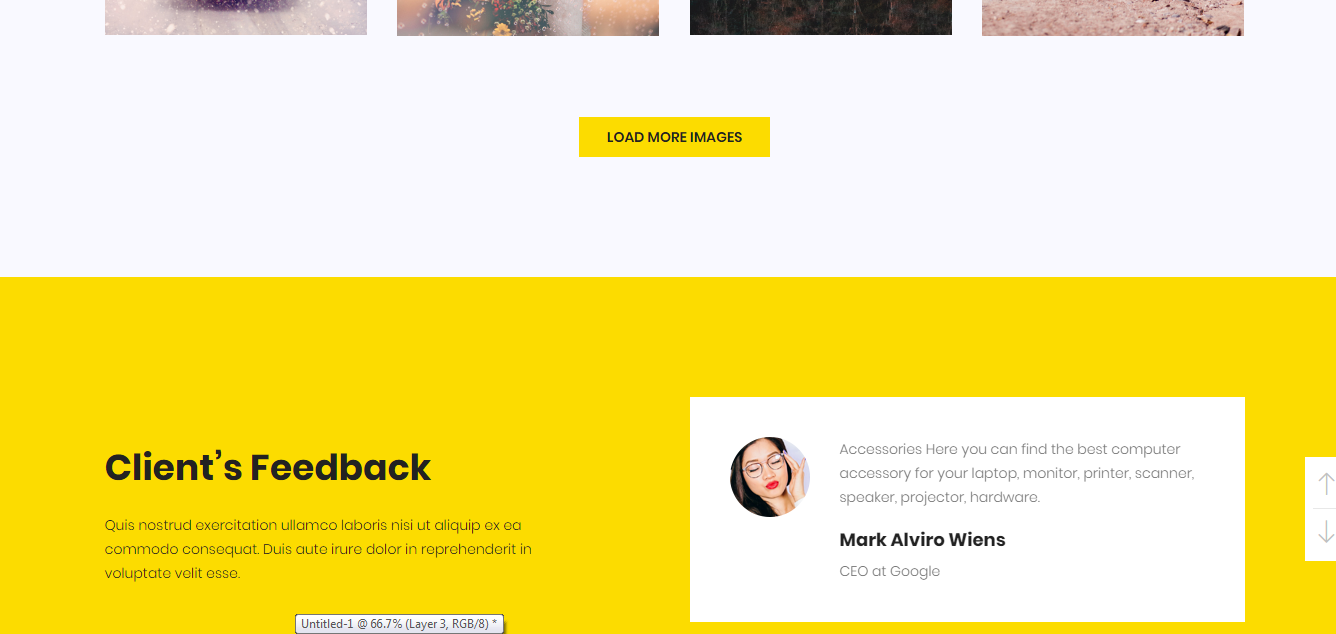 LOAD MORE IMAGES
Client’s Feedback
Quis nostrud exercitation ullamco laboris nisi ut aliquip ex ea
commodo consequat. Duis aute irure dolor in reprehenderit in
voluptate velit esse.
Accessories Here you can find the best computer
accessory for your laptop, monitor, printer, scanner,
speaker, projector, hardware.
Mark Alviro Wiens
CEO at Google
Untitled-1 @ 66.7% (Layer 3, RGB/8) *